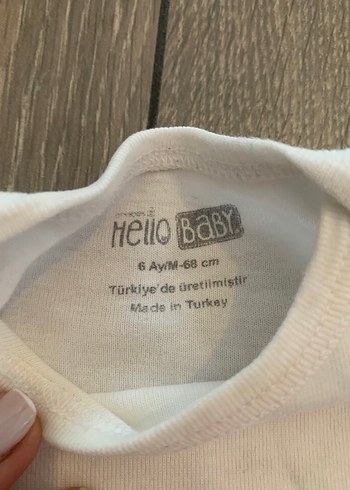 Hello BABY
6 Ay/M-68 cm
Türkiye'de üretilmiştir
Made in Turkey